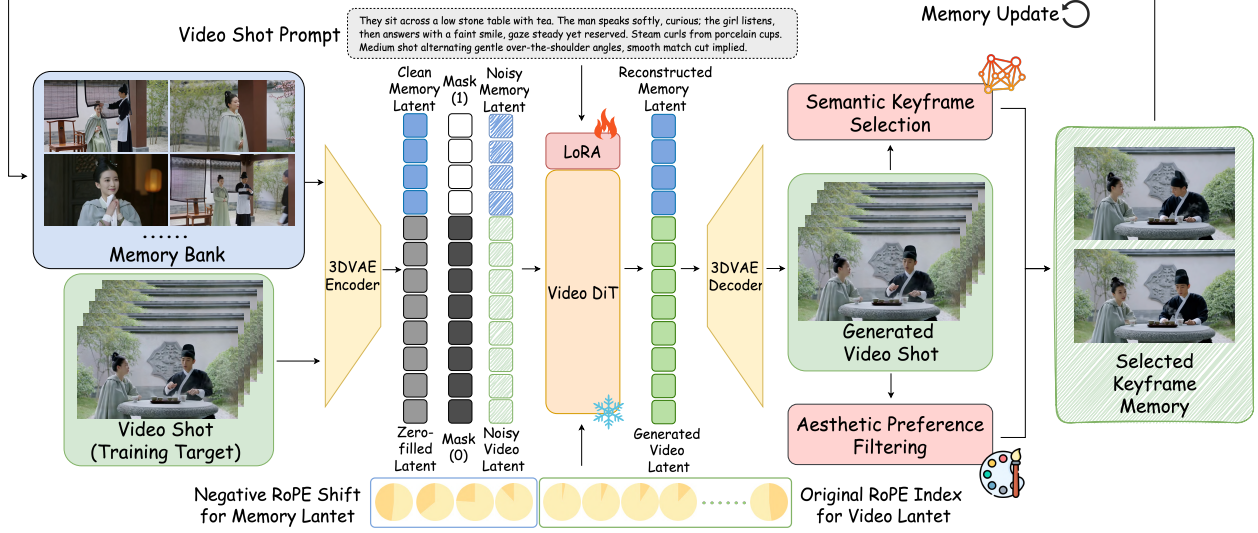 Memory Update
Video Shot Prompt
They sit across a low stone table with tea. The man speaks softly, curious; the girl listens,
then answers with a faint smile, gaze steady yet reserved. Steam curls from porcelain cups.
Medium shot alternating gentle over-the-shoulder angles, smooth match cut implied.
Clean
Memory
Latent
Mask
(1)
Noisy
Memory
Latent
Reconstructed
Memory
Latent
LoRA
Semantic Keyframe
Selection
......
Memory Bank
3DVAE
Encoder
Video DiT
3DVAE
Decoder
Generated
Video Shot
Selected
Keyframe
Memory
Video Shot
(Training Target)
Zero-
filled
Latent
Mask
(0)
Noisy
Video
Latent
Generated
Video
Latent
Aesthetic Preference
Filtering
Negative RoPE Shift
for Memory Lantet
Original RoPE Index
for Video Lantet